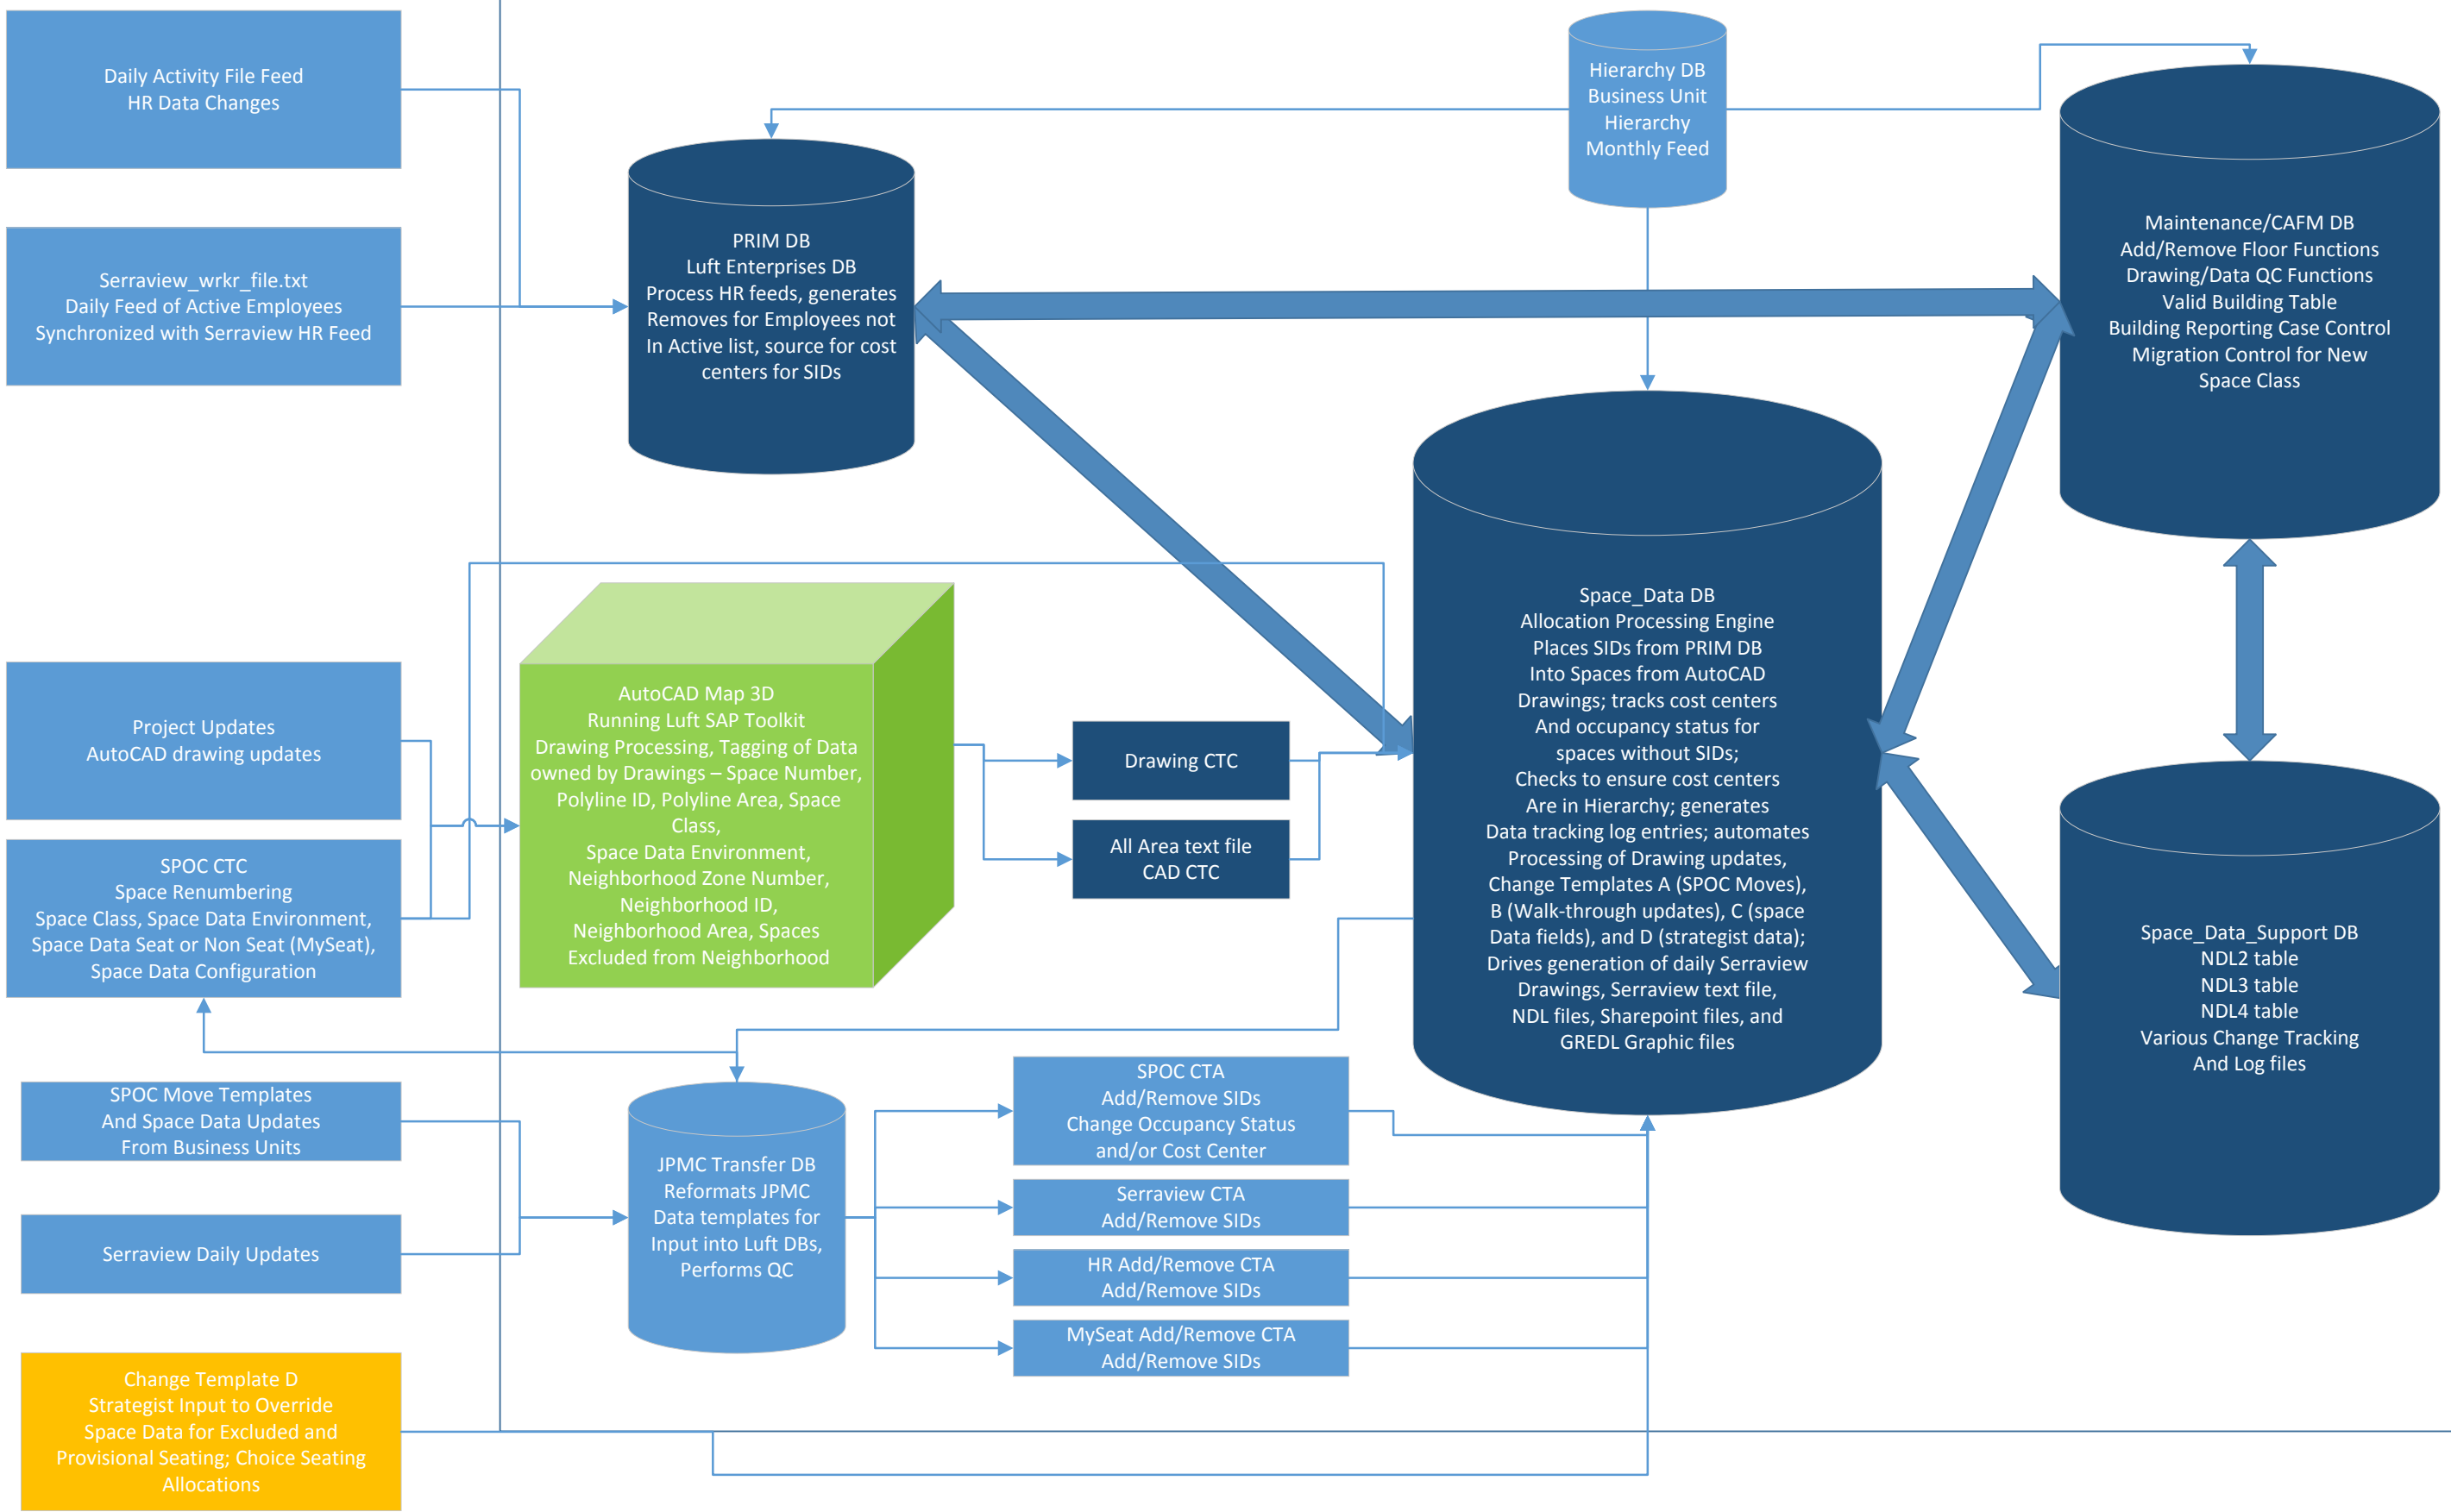 Daily Activity File Feed
HR Data Changes
Hierarchy DB
Business Unit
Hierarchy
Monthly Feed
Serraview_wrkr_file.txt
Daily Feed of Active Employees
Synchronized with Serraview HR Feed
PRIM DB
Luft Enterprises DB
Process HR feeds, generates
Removes for Employees not
In Active list, source for cost
centers for SIDs
Maintenance/CAFM DB
Add/Remove Floor Functions
Drawing/Data QC Functions
Valid Building Table
Building Reporting Case Control
Migration Control for New
Space Class
Project Updates
AutoCAD drawing updates
SPOC CTC
Space Renumbering
Space Class, Space Data Environment,
Space Data Seat or Non Seat (MySeat),
Space Data Configuration
AutoCAD Map 3D
Running Luft SAP Toolkit
Drawing Processing, Tagging of Data
owned by Drawings – Space Number,
Polyline ID, Polyline Area, Space
Class,
Space Data Environment,
Neighborhood Zone Number,
Neighborhood ID,
Neighborhood Area, Spaces
Excluded from Neighborhood
Drawing CTC
All Area text file
CAD CTC
Space_Data DB
Allocation Processing Engine
Places SIDs from PRIM DB
Into Spaces from AutoCAD
Drawings; tracks cost centers
And occupancy status for
spaces without SIDs;
Checks to ensure cost centers
Are in Hierarchy; generates
Data tracking log entries; automates
Processing of Drawing updates,
Change Templates A (SPOC Moves),
B (Walk-through updates), C (space
Data fields), and D (strategist data);
Drives generation of daily Serraview
Drawings, Serraview text file,
NDL files, Sharepoint files, and
GREDL Graphic files
Space_Data_Support DB
NDL2 table
NDL3 table
NDL4 table
Various Change Tracking
And Log files
SPOC Move Templates
And Space Data Updates
From Business Units
Serraview Daily Updates
JPMC Transfer DB
Reformats JPMC
Data templates for
Input into Luft DBs,
Performs QC
SPOC CTA
Add/Remove SIDs
Change Occupancy Status
and/or Cost Center
Serraview CTA
Add/Remove SIDs
HR Add/Remove CTA
Add/Remove SIDs
MySeat Add/Remove CTA
Add/Remove SIDs
Change Template D
Strategist Input to Override
Space Data for Excluded and
Provisional Seating; Choice Seating
Allocations